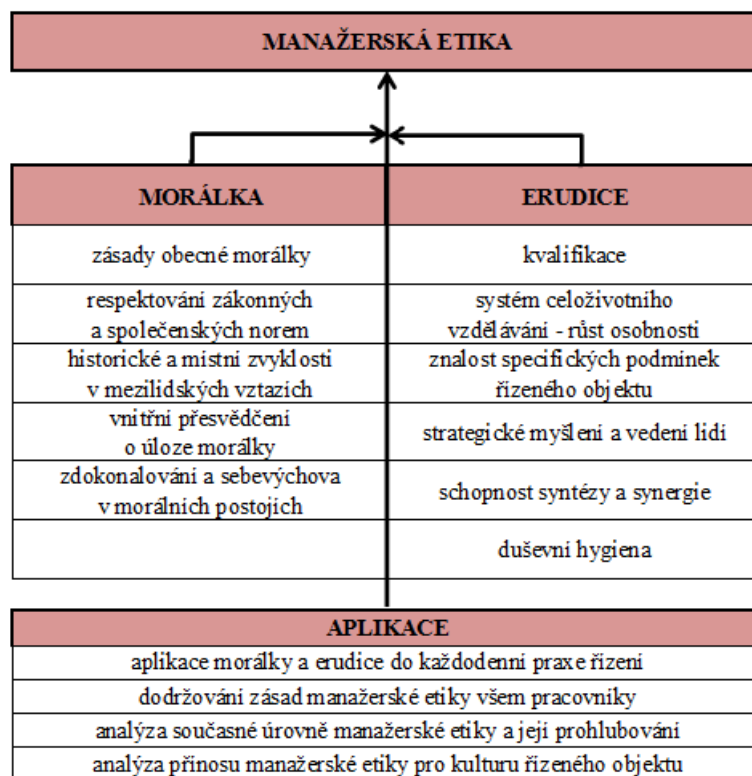 MANAŽERSKÁ ETIKA
MORÁLKA
zásady obecné morálky
respektování zákonných
a společenských norem
historické a místní zvyklosti
v mezilidských vztazích
vnitřní přesvědčení
o úloze morálky
zdokonalování a sebevýchova
v morálních postojích
ERUDICE
kvalifikace
systém celoživotního
vzdělávání - růst osobnosti
znalost specifických podmínek
řízeného objektu
strategické myšlení a vedení lidí
schopnost syntézy a synergie
duševní hygiena
APLIKACE
aplikace morálky a erudice do každodenní praxe řízení
dodržování zásad manažerské etiky všem pracovníky
analýza současné úrovně manažerské etiky a její prohlubování
analýza přínosu manažerské etiky pro kulturu řízeného objektu